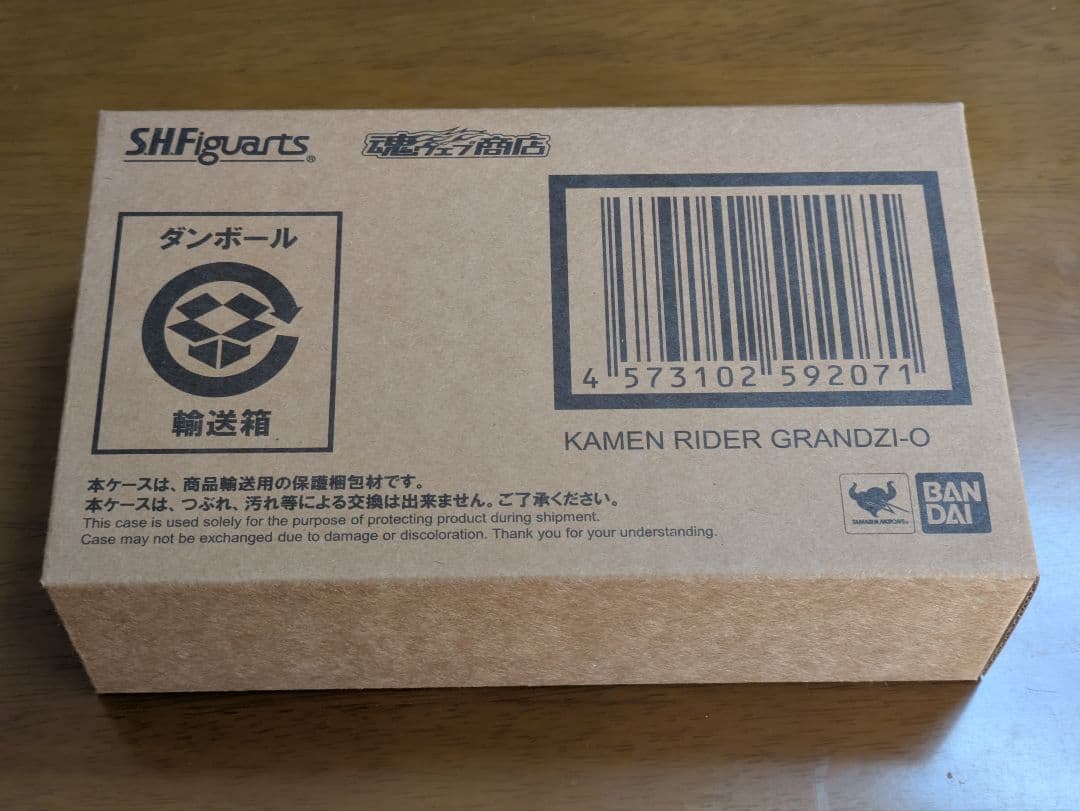 S.H.Figuarts®
魂ウェブ商店
ダンボール
輸送箱
4 573102 592071
KAMEN RIDER GRANDZI-O
本ケースは、商品輸送用の保護梱包材です。
本ケースは、つぶれ、汚れ等による交換は出来ません。ご了承ください。
This case is used solely for the purpose of protecting product during shipment.
Case may not be exchanged due to damage or discoloration. Thank you for your understanding.
TAMASHII NATIONS
BAN
DAI